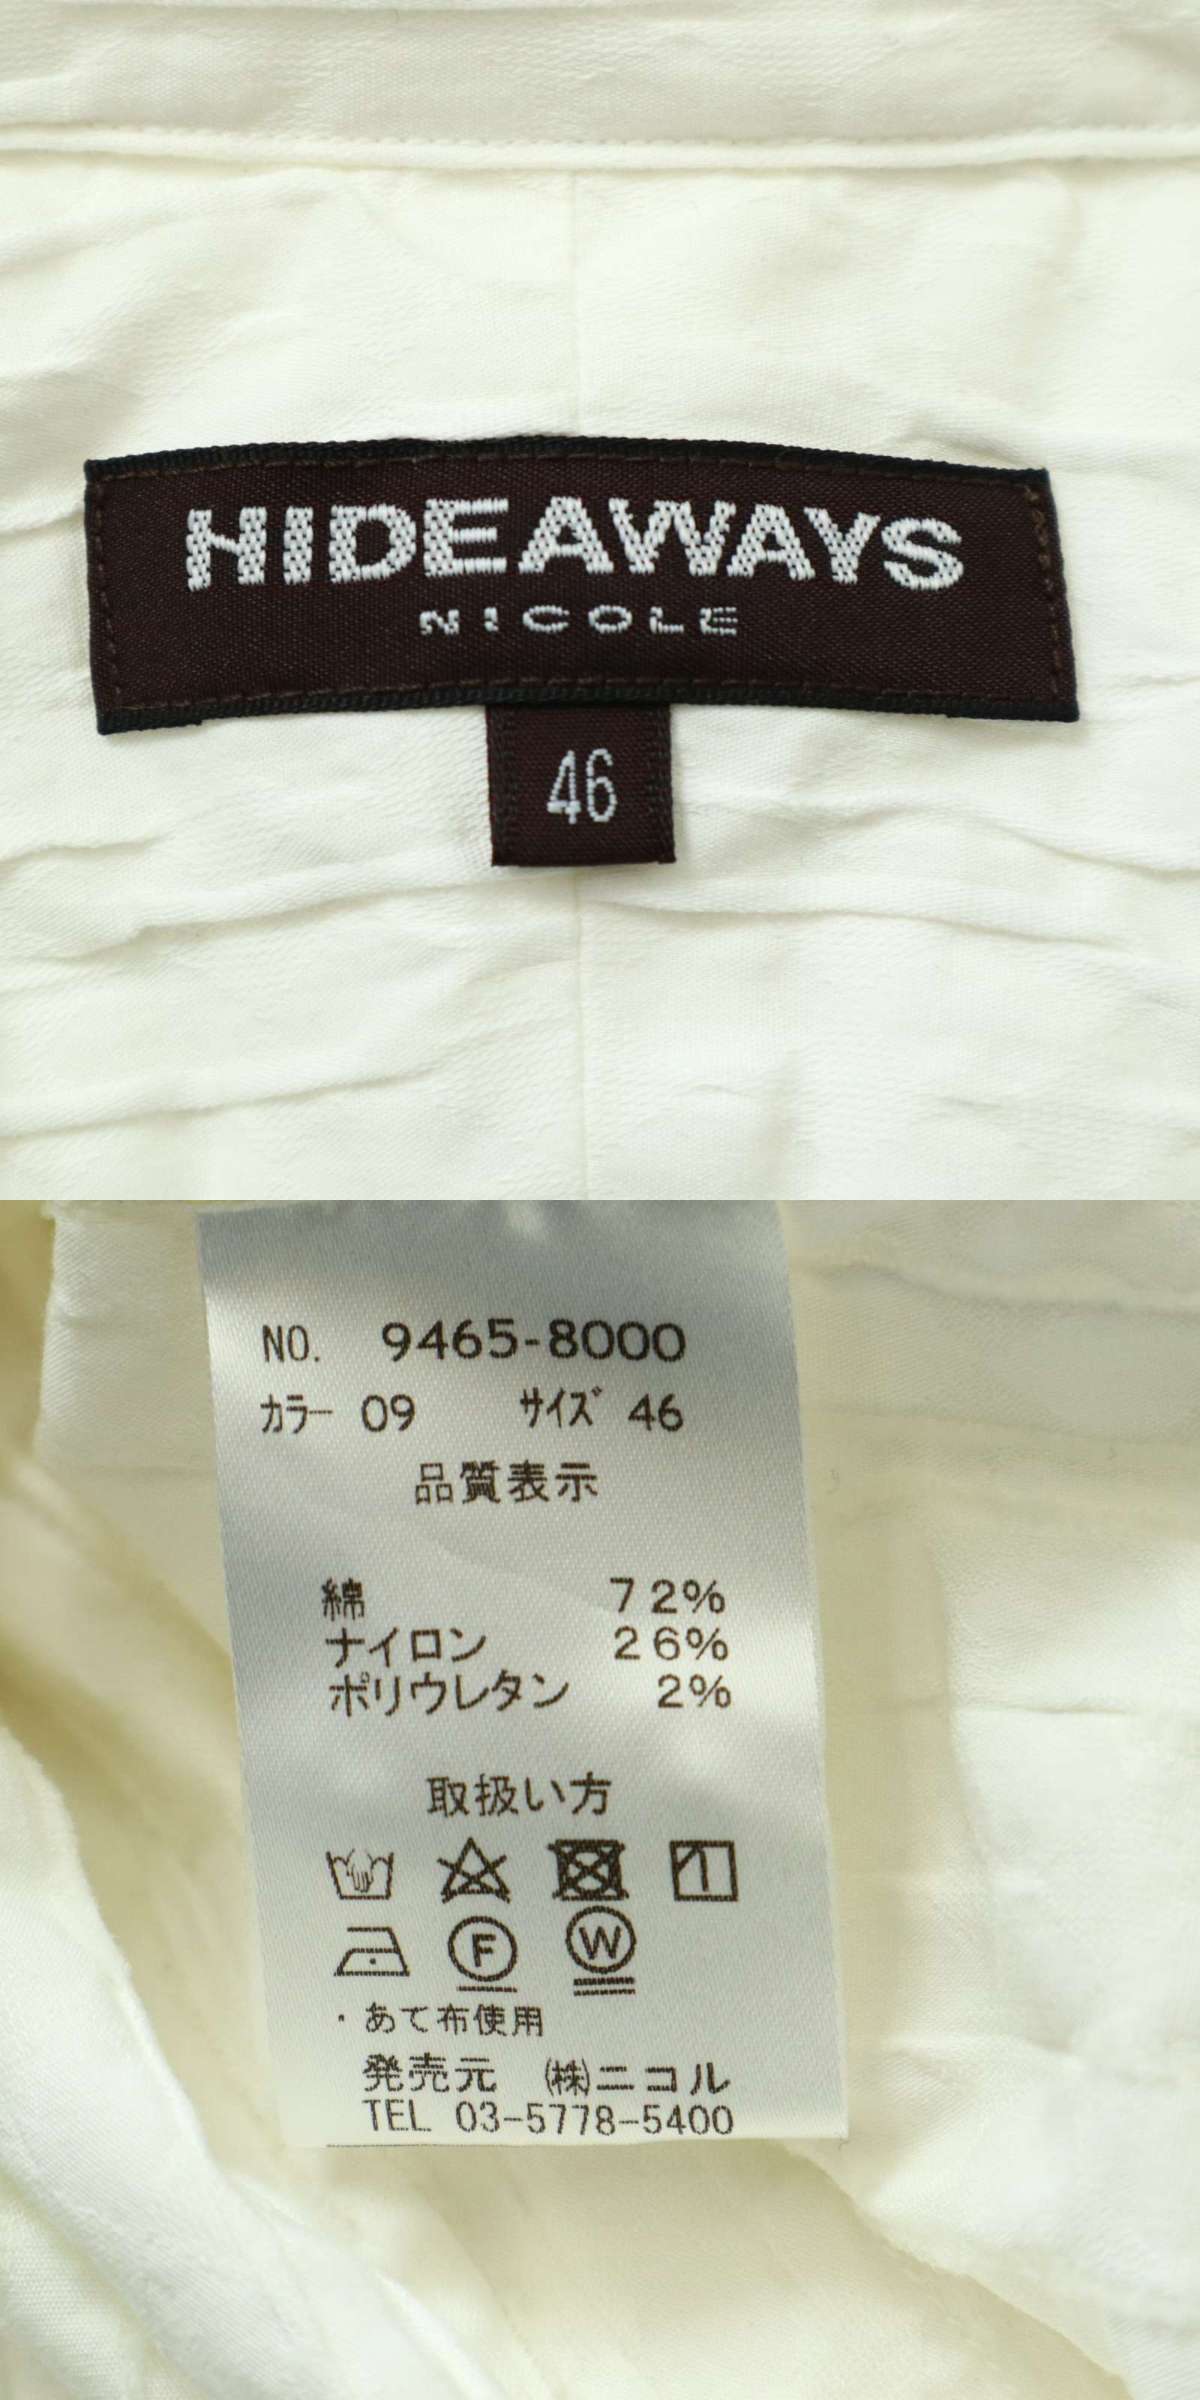 HIDEAWAYS
NICOLE
46
NO. 9465-8000
カラー 09 サイズ 46
品質表示
綿 72%
ナイロン 26%
ポリウレタン 2%
取扱い方
F W
・あて布使用
発売元 ㈱ニコル
TEL 03-5778-5400